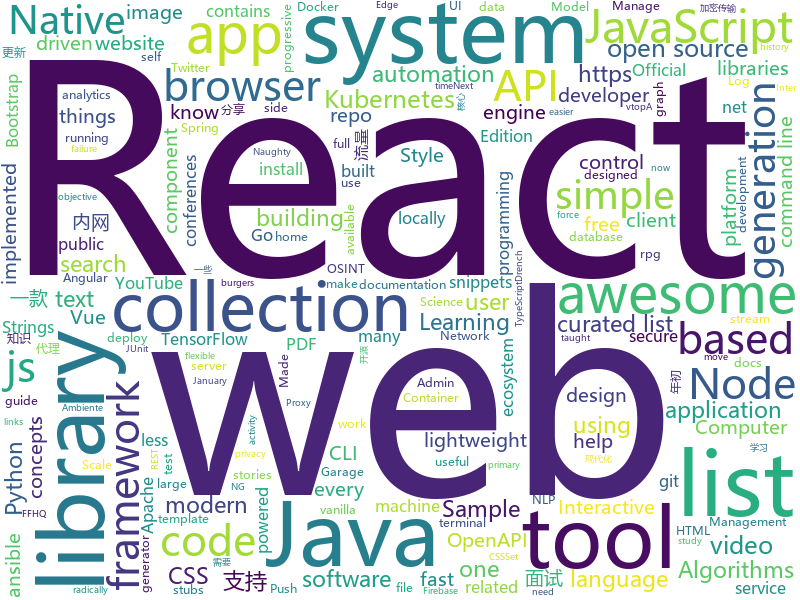 Native image contains Docker Edge UI data Model Manage 加密传输
driven website self Twitter progressive
更新 app system JavaScript history
browser automation open source
Bootstrap analytics things know 分享 Kubernetes https Official libraries
running Spring side repo developer timeNext graph Log Inter
failure component conferences 流量 API engine 核心 vtopA net
React
implemented install full Naughty Edition generation platform command line
内网 Style control designed easier
public building built use locally simple free client development now
search Go home available programming database force
Angular OSINT make documentation rpg
一款 text YouTube snippets Science burgers 一些 TypeScriptDrench awesome
Strings Vue collection user curated list stream
知识 deploy many Learning Network secure taught
js TensorFlow PDF ecosystem based move docs
代理 JUnit server flexible 开源
guide January Made Admin design Node
library web list
Python concepts framework less Proxy Container help application
Ambiente Apache CLI work using Computer
links Scale every REST lightweight useful 年初
code Garage activity privacy test primary
FFHQ modern large stories Sample tool git
NLP machine 现代化 history
ansible Java powered NG vanilla terminal Interactive HTML Management
generator template OpenAPI video study
CSS 支持 software fast one 面试 language Algorithms
radically stubs Push file related CSSSet Firebase need 需要 学习 service
objective